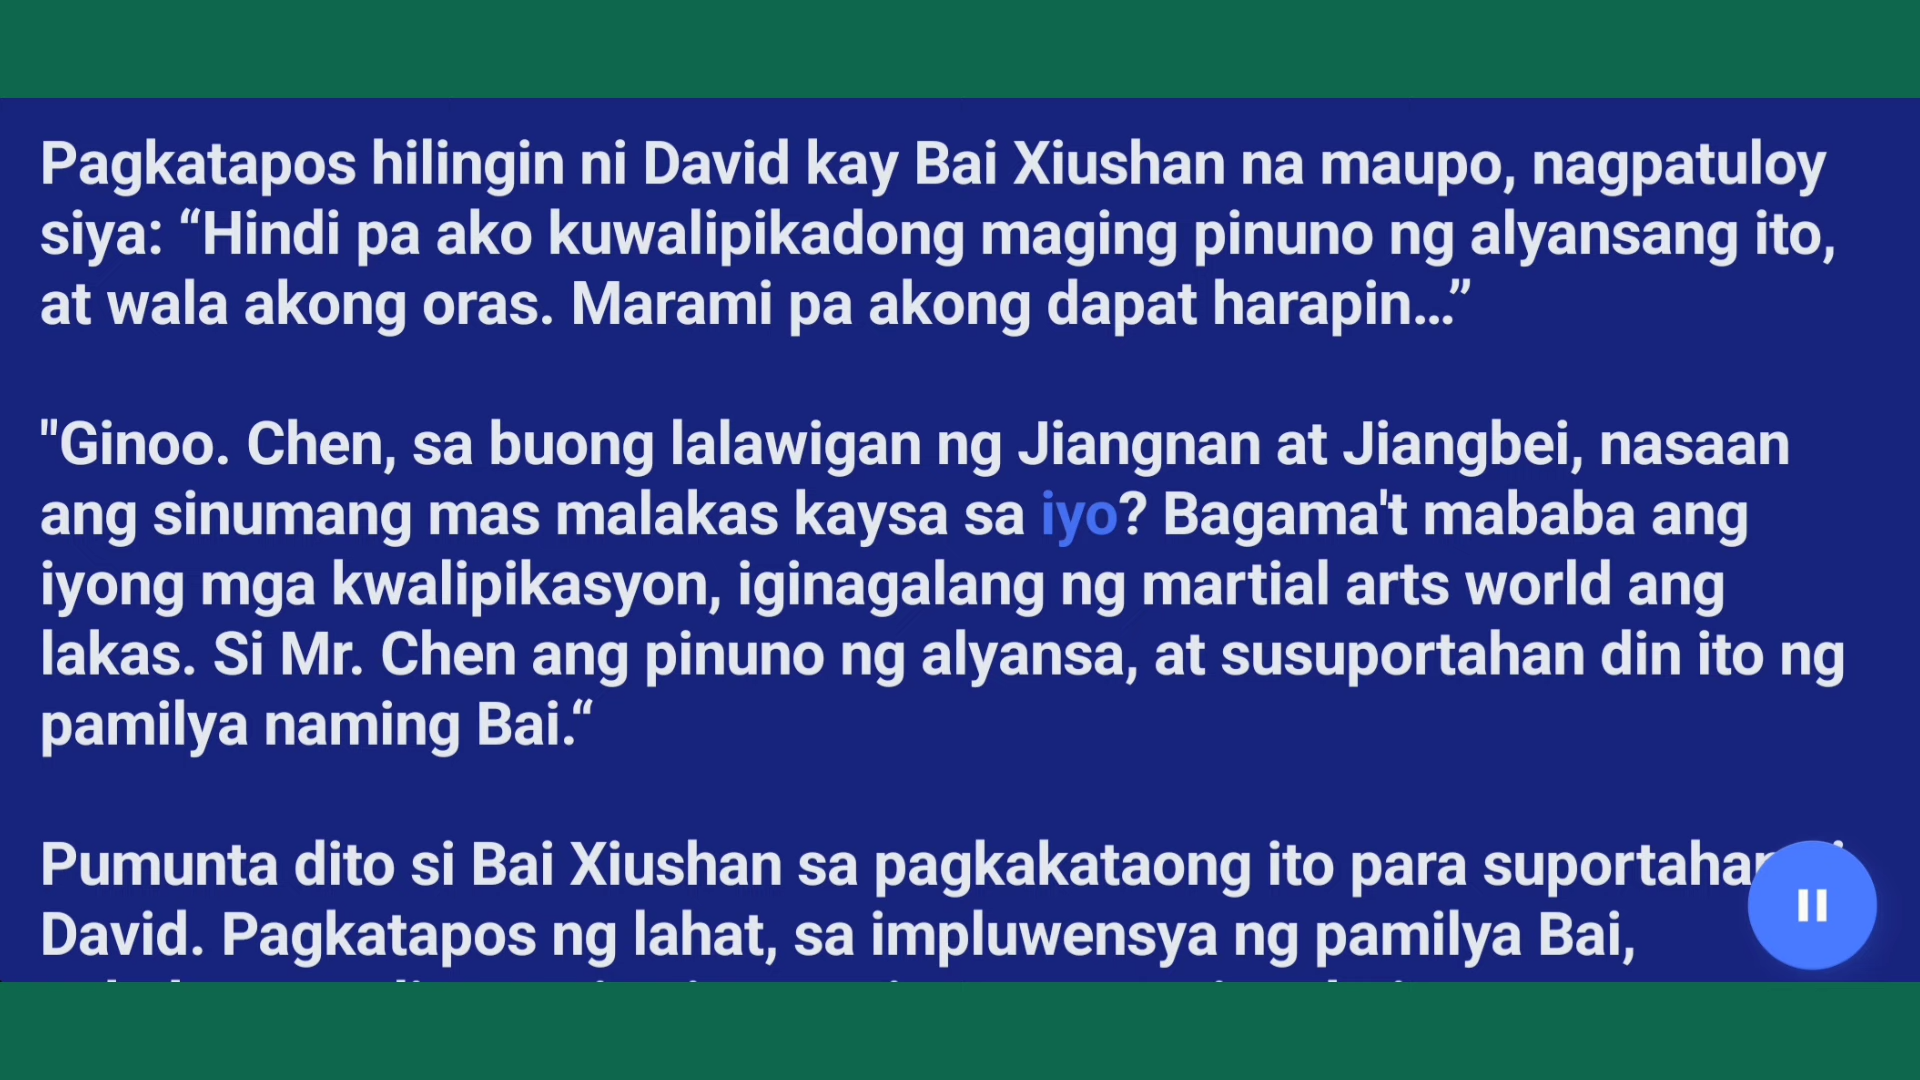 Pagkatapos hilingin ni David kay Bai Xiushan na maupo, nagpatuloy
siya: “Hindi pa ako kuwalipikadong maging pinuno ng alyansang ito,
at wala akong oras. Marami pa akong dapat harapin…”
"Ginoo. Chen, sa buong lalawigan ng Jiangnan at Jiangbei, nasaan
ang sinumang mas malakas kaysa sa iyo? Bagama't mababa ang
iyong mga kwalipikasyon, iginagalang ng martial arts world ang
lakas. Si Mr. Chen ang pinuno ng alyansa, at susuportahan din ito ng
pamilya naming Bai.“
Pumunta dito si Bai Xiushan sa pagkakataong ito para
David. Pagkatapos ng lahat, sa impluwensya ng pamilya Bai,